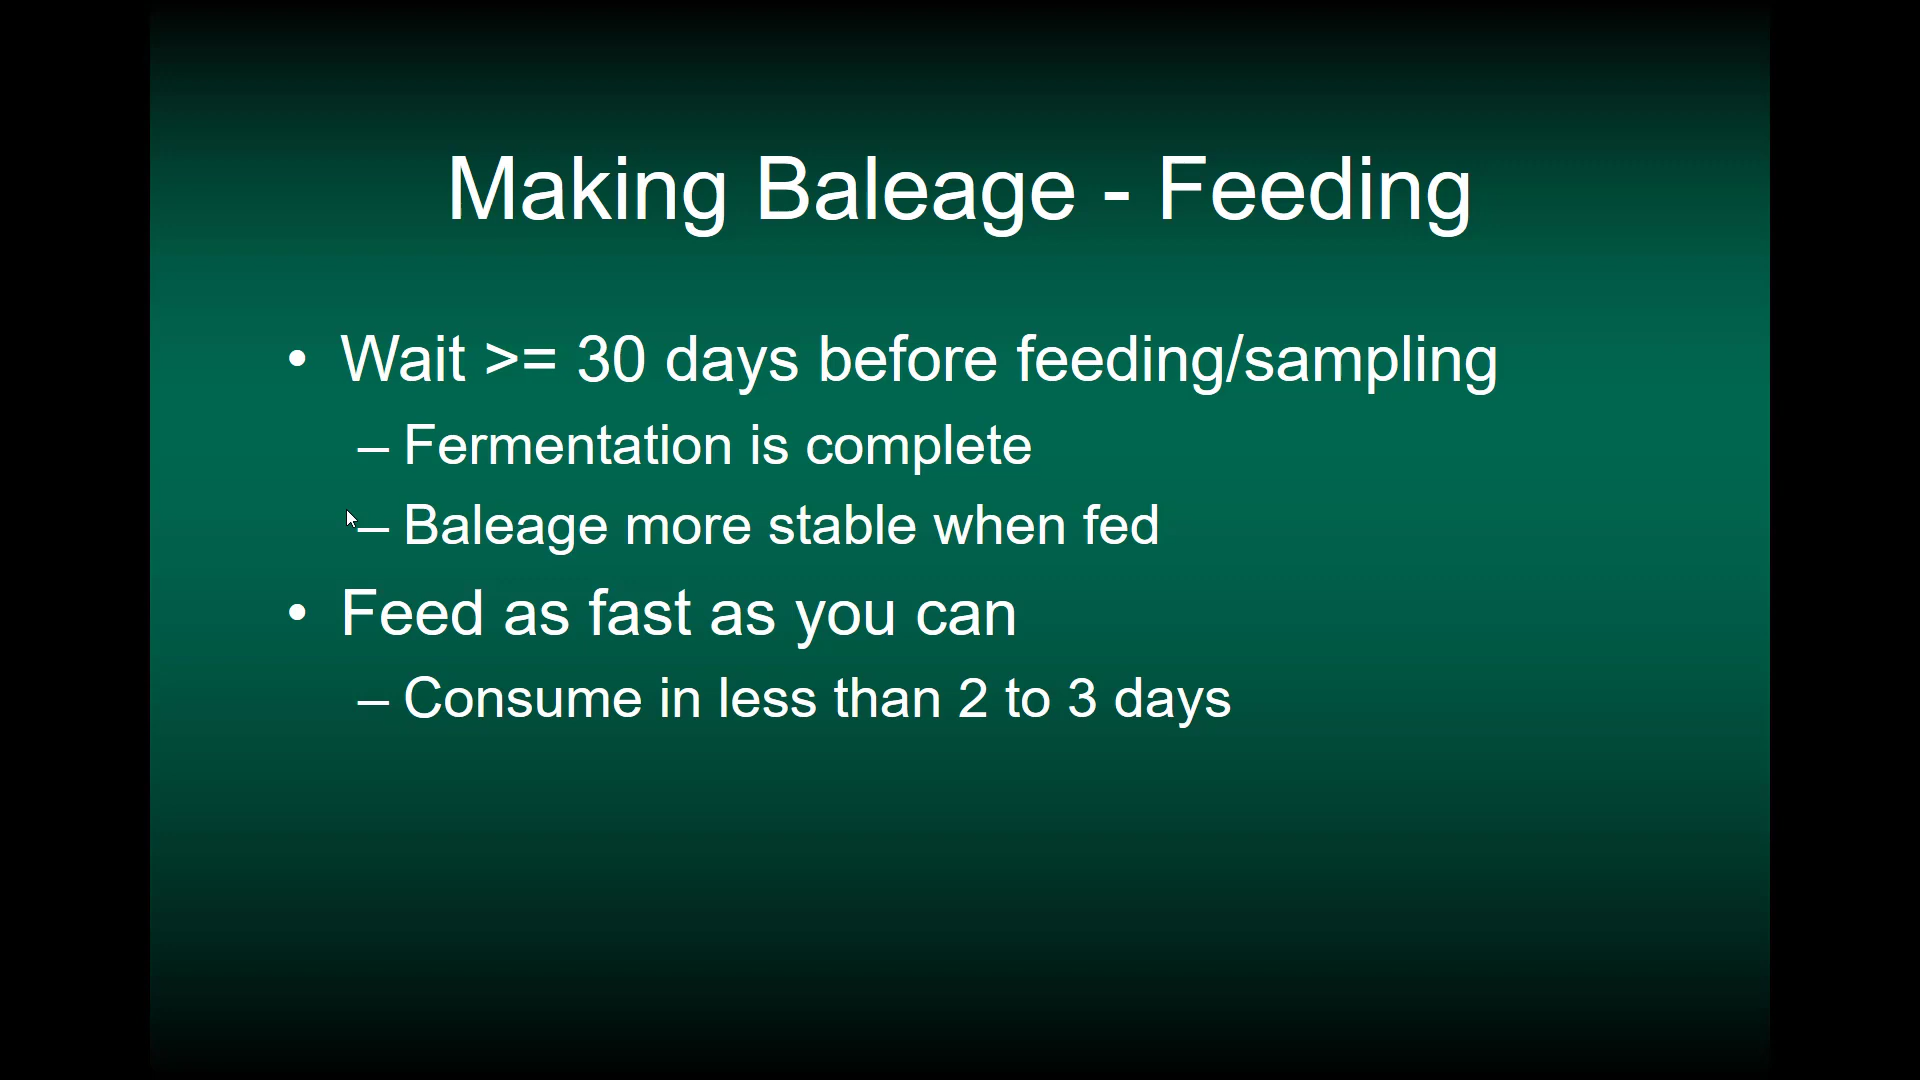 Making Baleage - Feeding
• Wait >= 30 days before feeding/sampling
– Fermentation is complete
– Baleage more stable when fed
• Feed as fast as you can
– Consume in less than 2 to 3 days